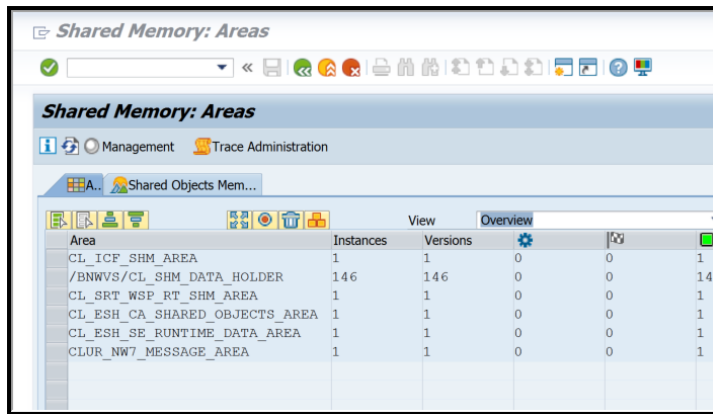 Shared Memory: Areas
Shared Memory: Areas
Management Trace Administration
A.. Shared Objects Mem...
View Overview
Area Instances Versions
CL_ICF_SHM_AREA 1 1 0 0 1
/BNWVS/CL_SHM_DATA_HOLDER 146 146 0 0 14
CL_SRT_WSP_RT_SHM_AREA 1 1 0 0 1
CL_ESH_CA_SHARED_OBJECTS_AREA 1 1 0 0 1
CL_ESH_SE_RUNTIME_DATA_AREA 1 1 0 0 1
CLUR_NW7_MESSAGE_AREA 1 1 0 0 1